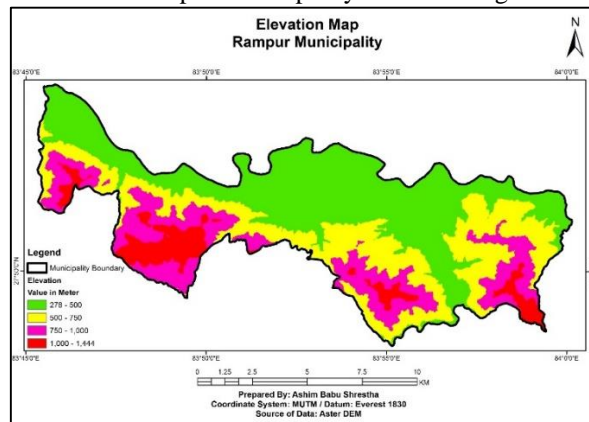 Elevation Map
Rampur Municipality
N
83°45'0"E 83°50'0"E 83°55'0"E 84°0'0"E
Legend
Municipality Boundary
Elevation
Value in Meter
278 - 500
500 - 750
750 - 1,000
1,000 - 1,444
83°45'0"E 83°50'0"E 83°55'0"E 84°0'0"E
0 1.25 2.5 5 7.5 10
KM
Prepared By: Ashim Babu Shrestha
Coordinate System: MUTM / Datum: Everest 1830
Source of Data: Aster DEM